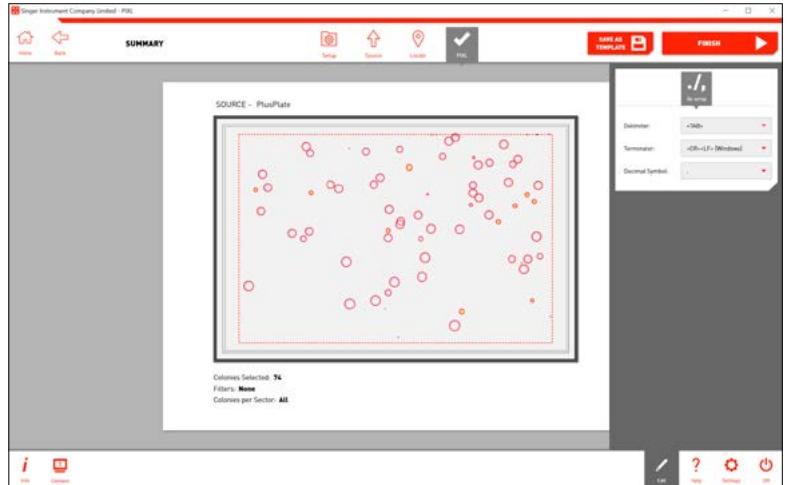 Singer Instrument Company Limited - PIXL
Home
Back
SUMMARY
Setup
Source
Locate
PIXL
SAVE AS
TEMPLATE
FINISH
SOURCE - PlusPlate
Delimiter:
<TAB>
Terminator:
<CR><LF> (Windows)
Decimal Symbol:
.
Colonies Selected: 74
Filters: None
Colonies per Sector: All
i
Info
Connect
Edit
?
Help
Settings
Off